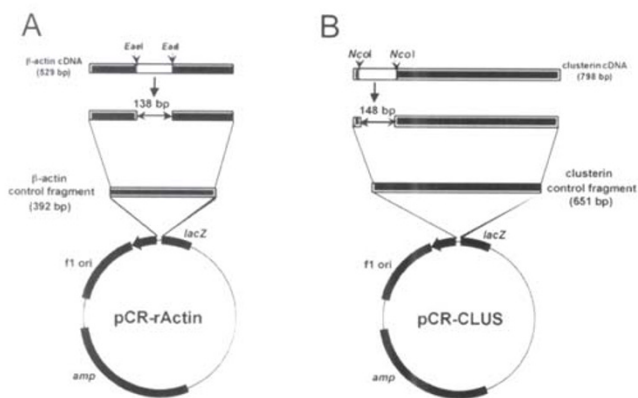 A
EaeI EaeI
β-actin cDNA
(529 bp)
138 bp
β-actin
control fragment
(392 bp)
lacZ
f1 ori
pCR-rActin
amp
B
NcoI NcoI
clusterin cDNA
(798 bp)
148 bp
clusterin
control fragment
(651 bp)
lacZ
f1 ori
pCR-CLUS
amp